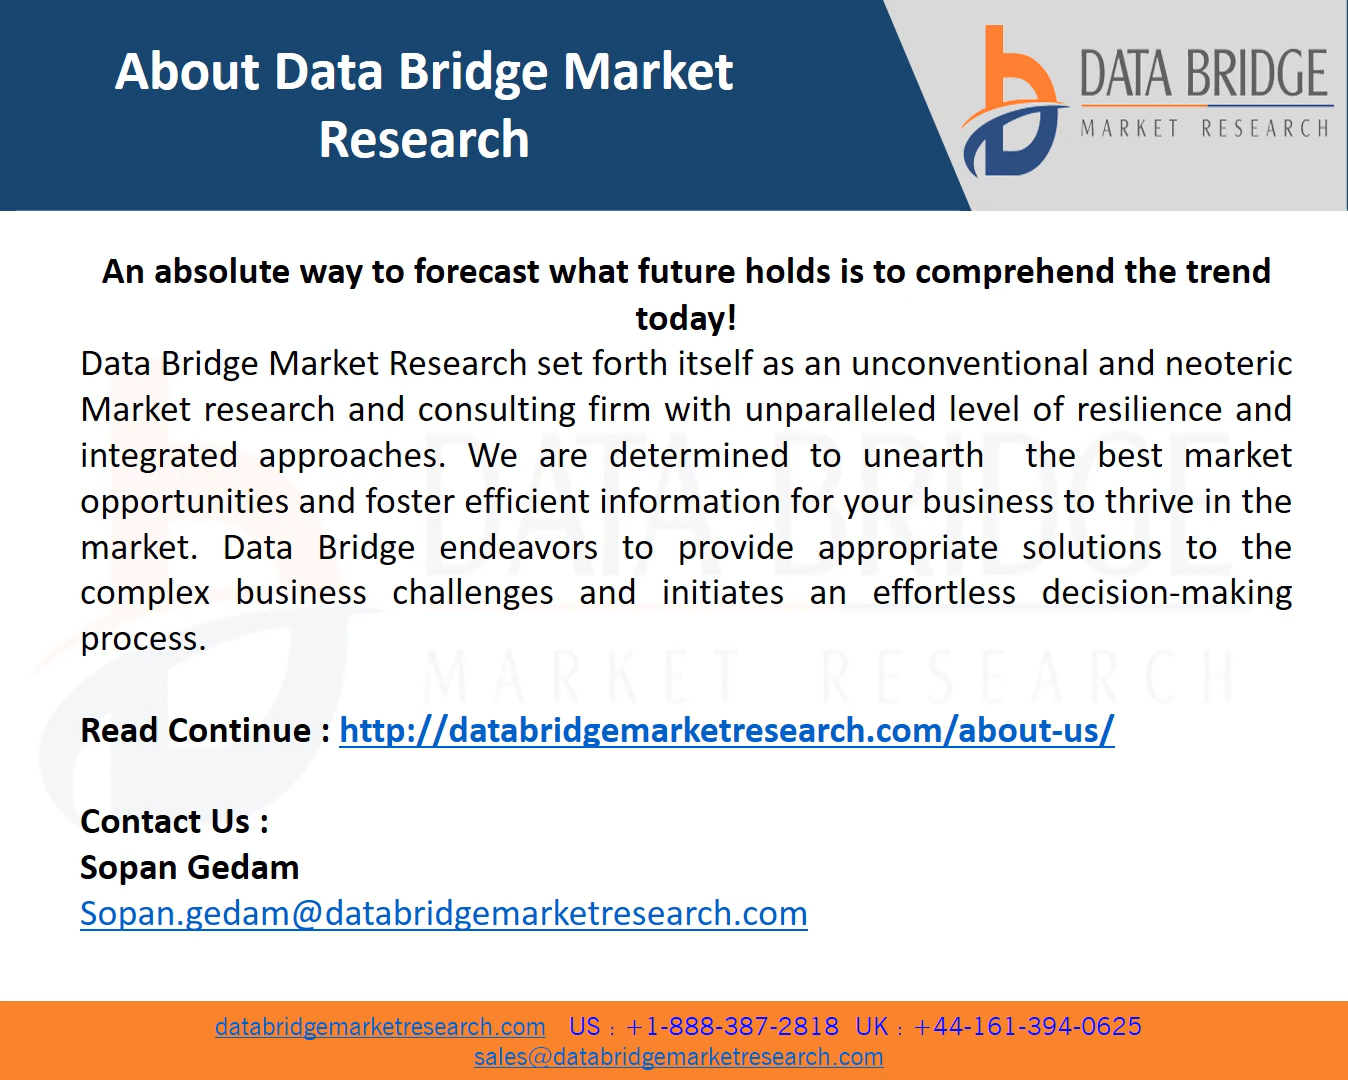 About Data Bridge Market
Research
DATA BRIDGE
MARKET RESEARCH
An absolute way to forecast what future holds is to comprehend the trend
today!
Data Bridge Market Research set forth itself as an unconventional and neoteric
Market research and consulting firm with unparalleled level of resilience and
integrated approaches. We are determined to unearth the best market
opportunities and foster efficient information for your business to thrive in the
market. Data Bridge endeavors to provide appropriate solutions to the
complex business challenges and initiates an effortless decision-making
process.
DATA BRIDGE
MARKET RESEARCH
Read Continue : http://databridgemarketresearch.com/about-us/
Contact Us :
Sopan Gedam
Sopan.gedam@databridgemarketresearch.com
databridgemarketresearch.com US : +1-888-387-2818 UK : +44-161-394-0625
sales@databridgemarketresearch.com